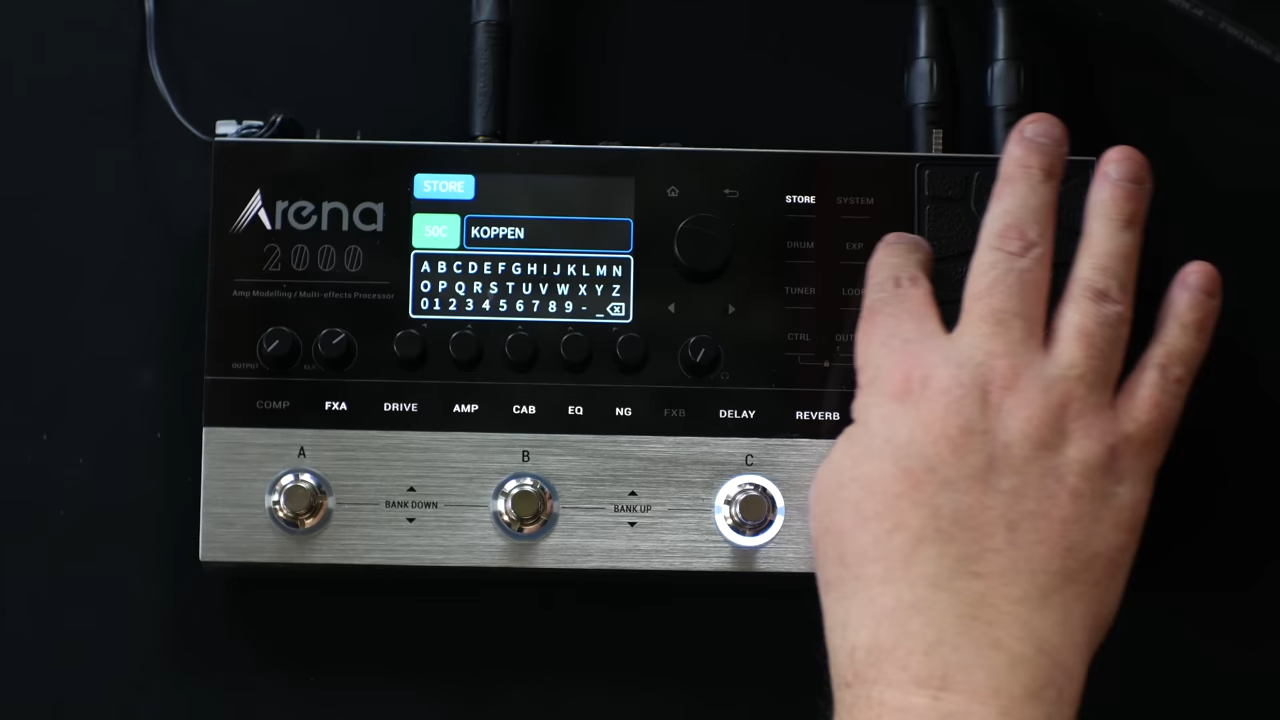 Arena
2000
Amp Modelling / Multi-effects Processor
STORE
50C KOPPEN
A B C D E F G H I J K L M N
O P Q R S T U V W X Y Z
0 1 2 3 4 5 6 7 8 9 - _
STORE SYSTEM
DRUM EXP
TUNER
CTRL
OUTPUT
COMP FXA DRIVE AMP CAB EQ NG FXB DELAY REVERB
A B C
BANK DOWN BANK UP